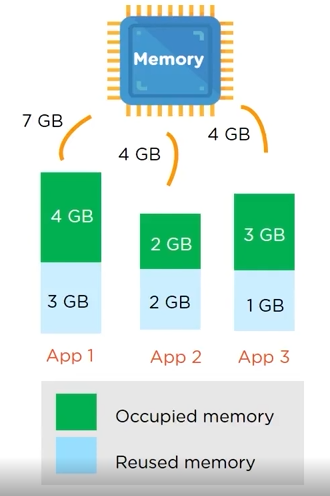 Memory
7 GB
4 GB
4 GB
4 GB
2 GB
3 GB
3 GB
2 GB
1 GB
App 1
App 2
App 3
Occupied memory
Reused memory